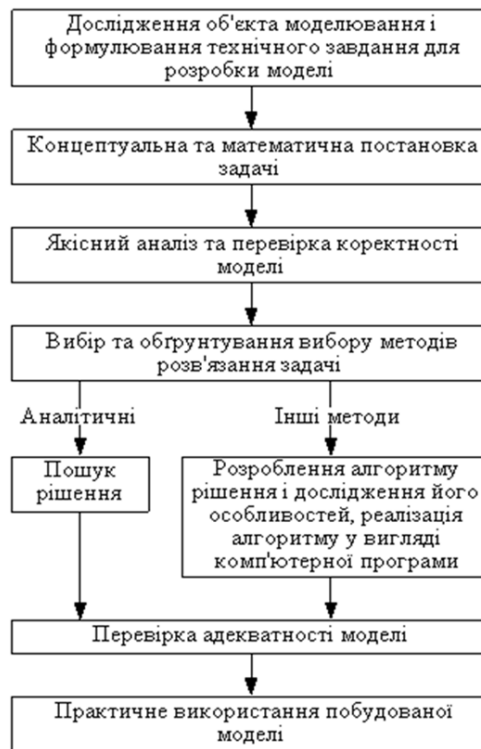 Дослідження об'єкта моделювання і
формулювання технічного завдання для
розробки моделі
Концептуальна та математична постановка
задачі
Якісний аналіз та перевірка коректності
моделі
Вибір та обґрунтування вибору методів
розв'язання задачі
Аналітичні
Інші методи
Пошук
рішення
Розроблення алгоритму
рішення і дослідження його
особливостей, реалізація
алгоритму у вигляді
комп'ютерної програми
Перевірка адекватності моделі
Практичне використання побудованої
моделі